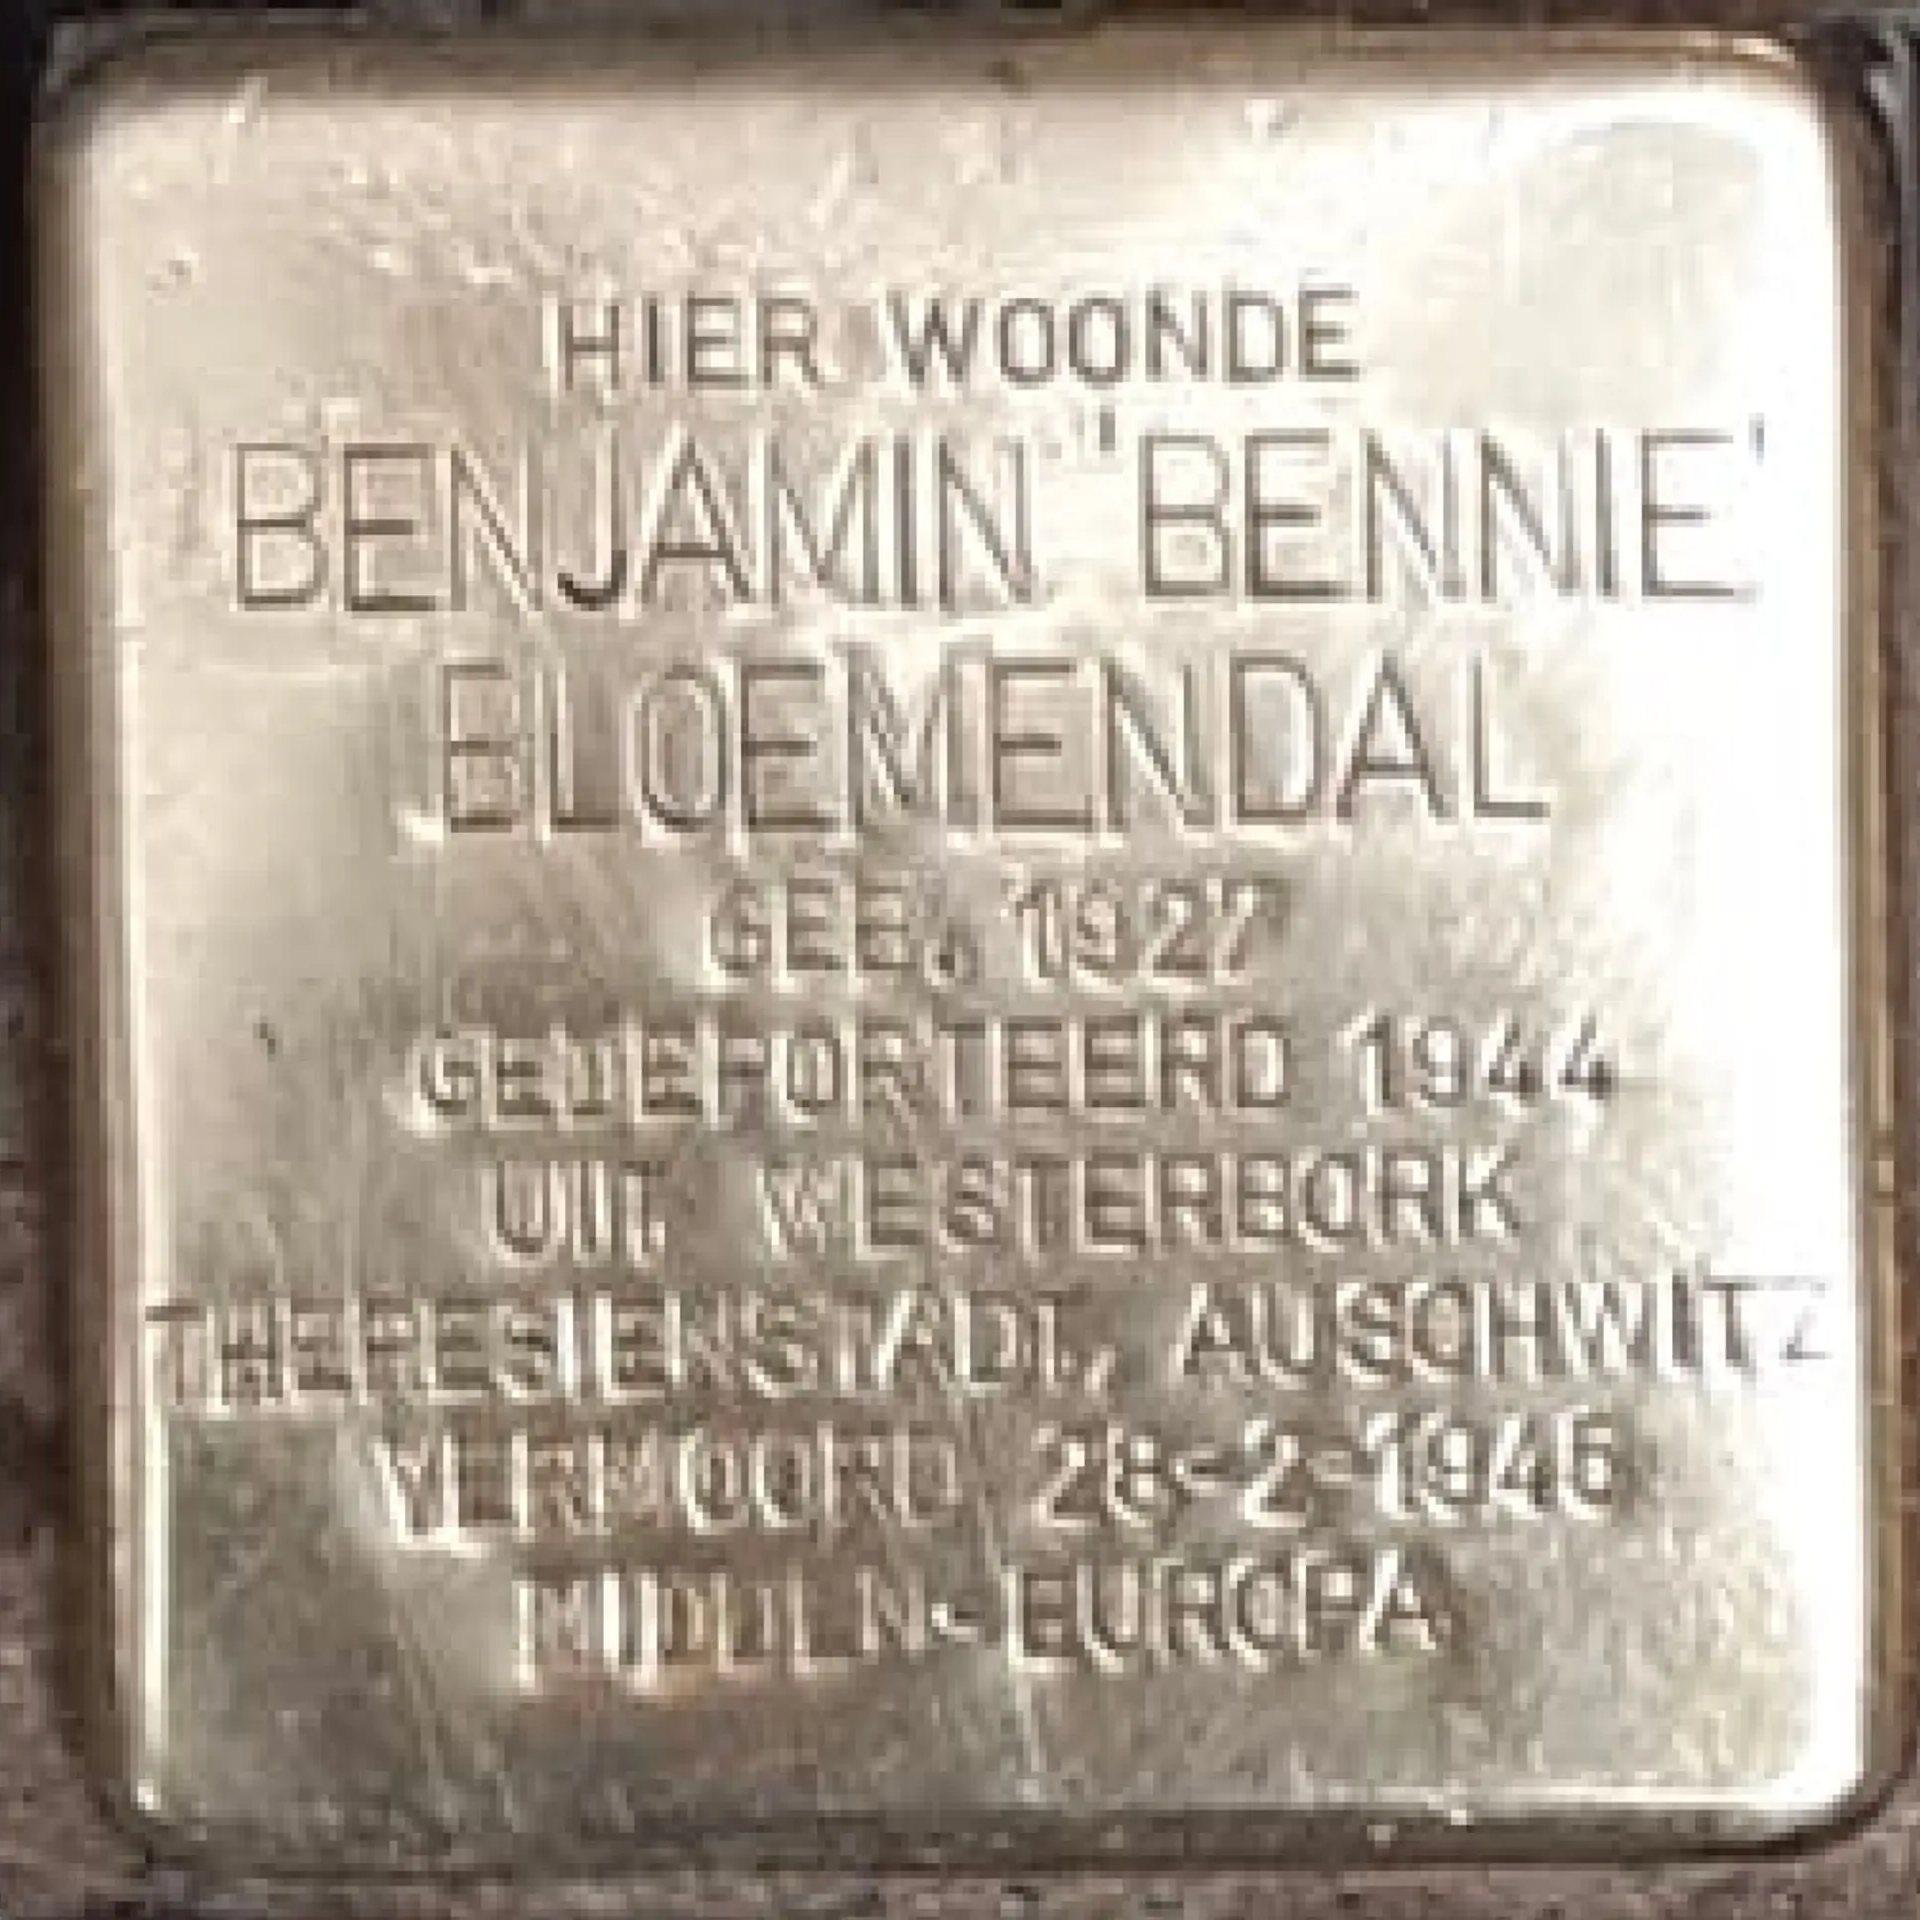 HIER WOONDE
BENJAMIN 'BENNIE'
BLOEMENDAL
GEB. 1927
GEDEPORTEERD 1944
UIT WESTERBORK
THERESIENSTADT, AUSCHWITZ
VERMOORD 28-2-1945
MIDDEN-EUROPA